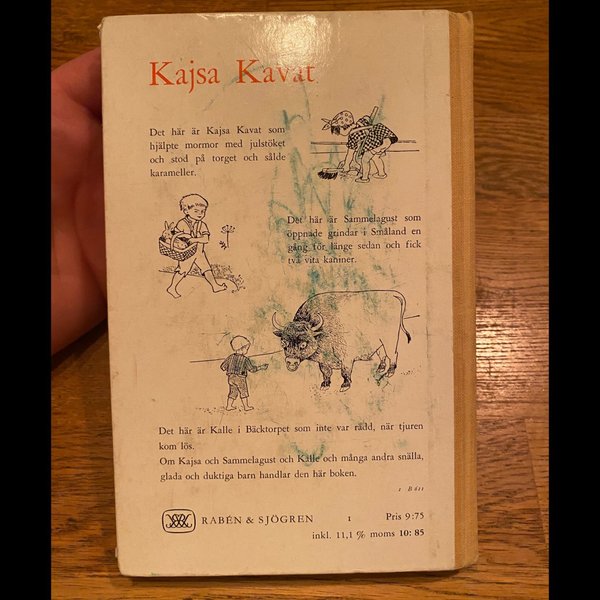 Kajsa Kavat
Det här är Kajsa Kavat som
hjälpte mormor med julstöket
och stod på torget och sålde
karameller.
Det här är Sammelagust som
öppnade grindar i Småland en
gång för länge sedan och fick
två vita kaniner.
Det här är Kalle i Bäcktorpet som inte var rädd, när tjuren
kom lös.
Om Kajsa och Sammelagust och Kalle och många andra snälla,
glada och duktiga barn handlar den här boken.
1 B 611
RABÉN & SJÖGREN 1 Pris 9:75
inkl. 11,1 % moms 10:85